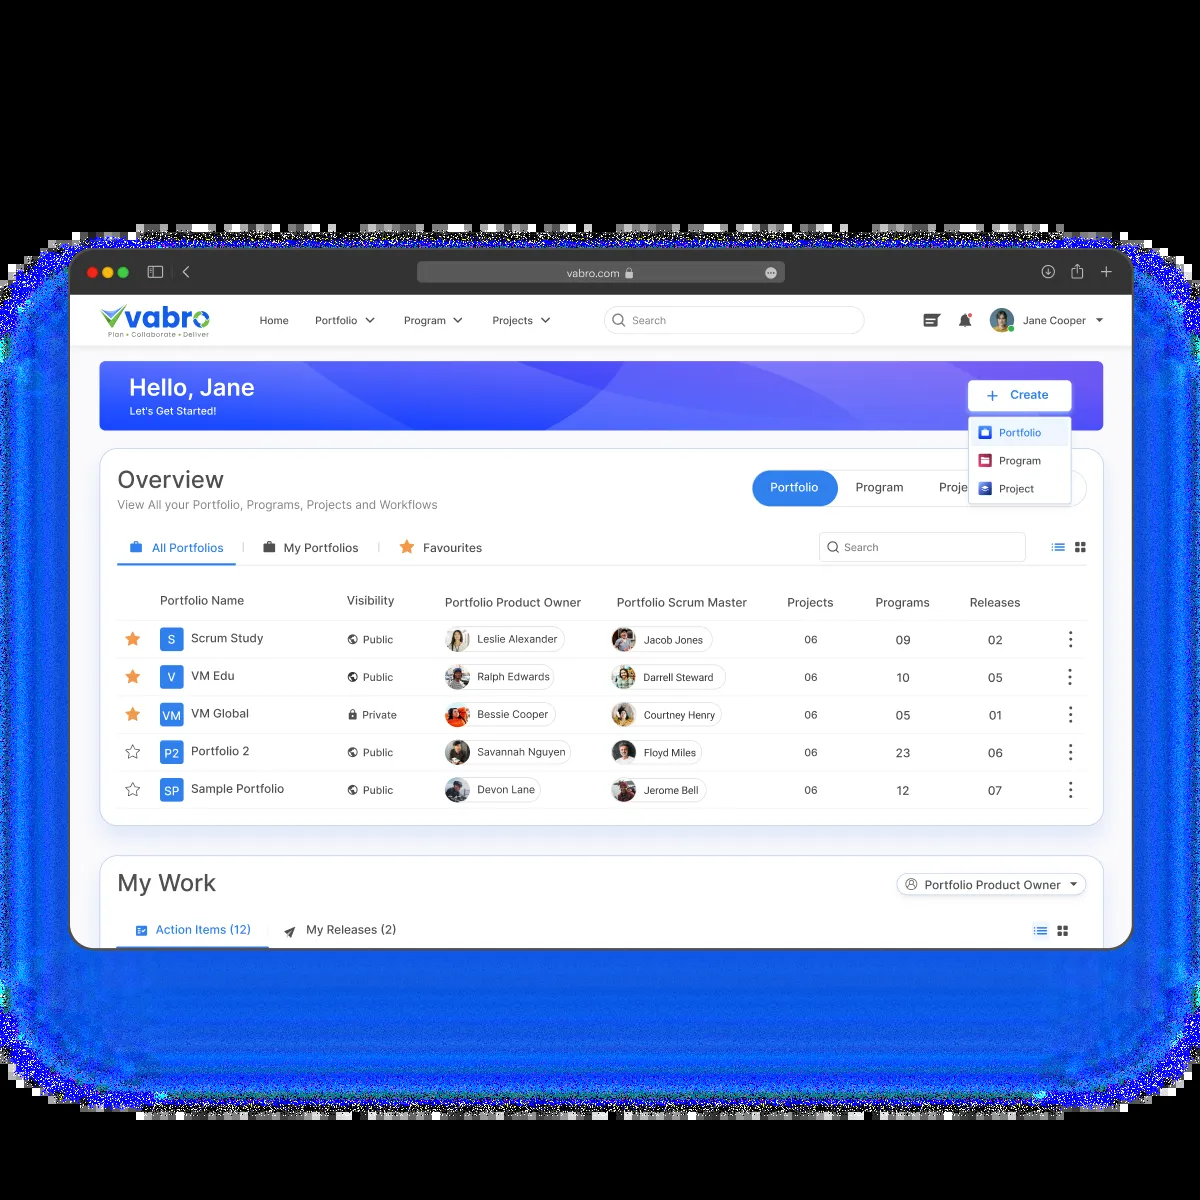 vabro.com
vabro
Plan • Collaborate • Deliver
Home Portfolio Program Projects Search Jane Cooper
Hello, Jane
Let's Get Started!
Create
Portfolio
Program
Project
Overview
View All your Portfolio, Programs, Projects and Workflows
Portfolio Program Proje
All Portfolios My Portfolios Favourites Search
Portfolio Name Visibility Portfolio Product Owner Portfolio Scrum Master Projects Programs Releases
S Scrum Study Public Leslie Alexander Jacob Jones 06 09 02
V VM Edu Public Ralph Edwards Darrell Steward 06 10 05
VM VM Global Private Bessie Cooper Courtney Henry 06 05 01
P2 Portfolio 2 Public Savannah Nguyen Floyd Miles 06 23 06
SP Sample Portfolio Public Devon Lane Jerome Bell 06 12 07
My Work Portfolio Product Owner
Action Items (12) My Releases (2)